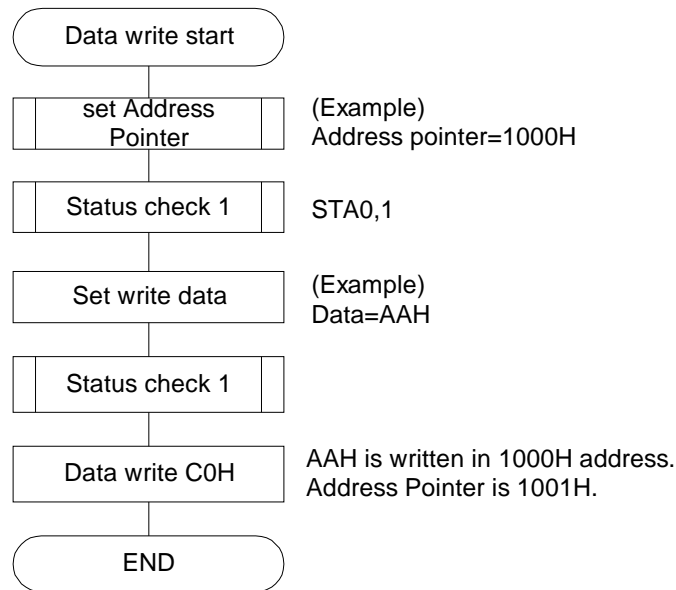 Data write start
set Address
Pointer
(Example)
Address pointer=1000H
Status check 1
STA0,1
Set write data
(Example)
Data=AAH
Status check 1
Data write C0H
AAH is written in 1000H address.
Address Pointer is 1001H.
END